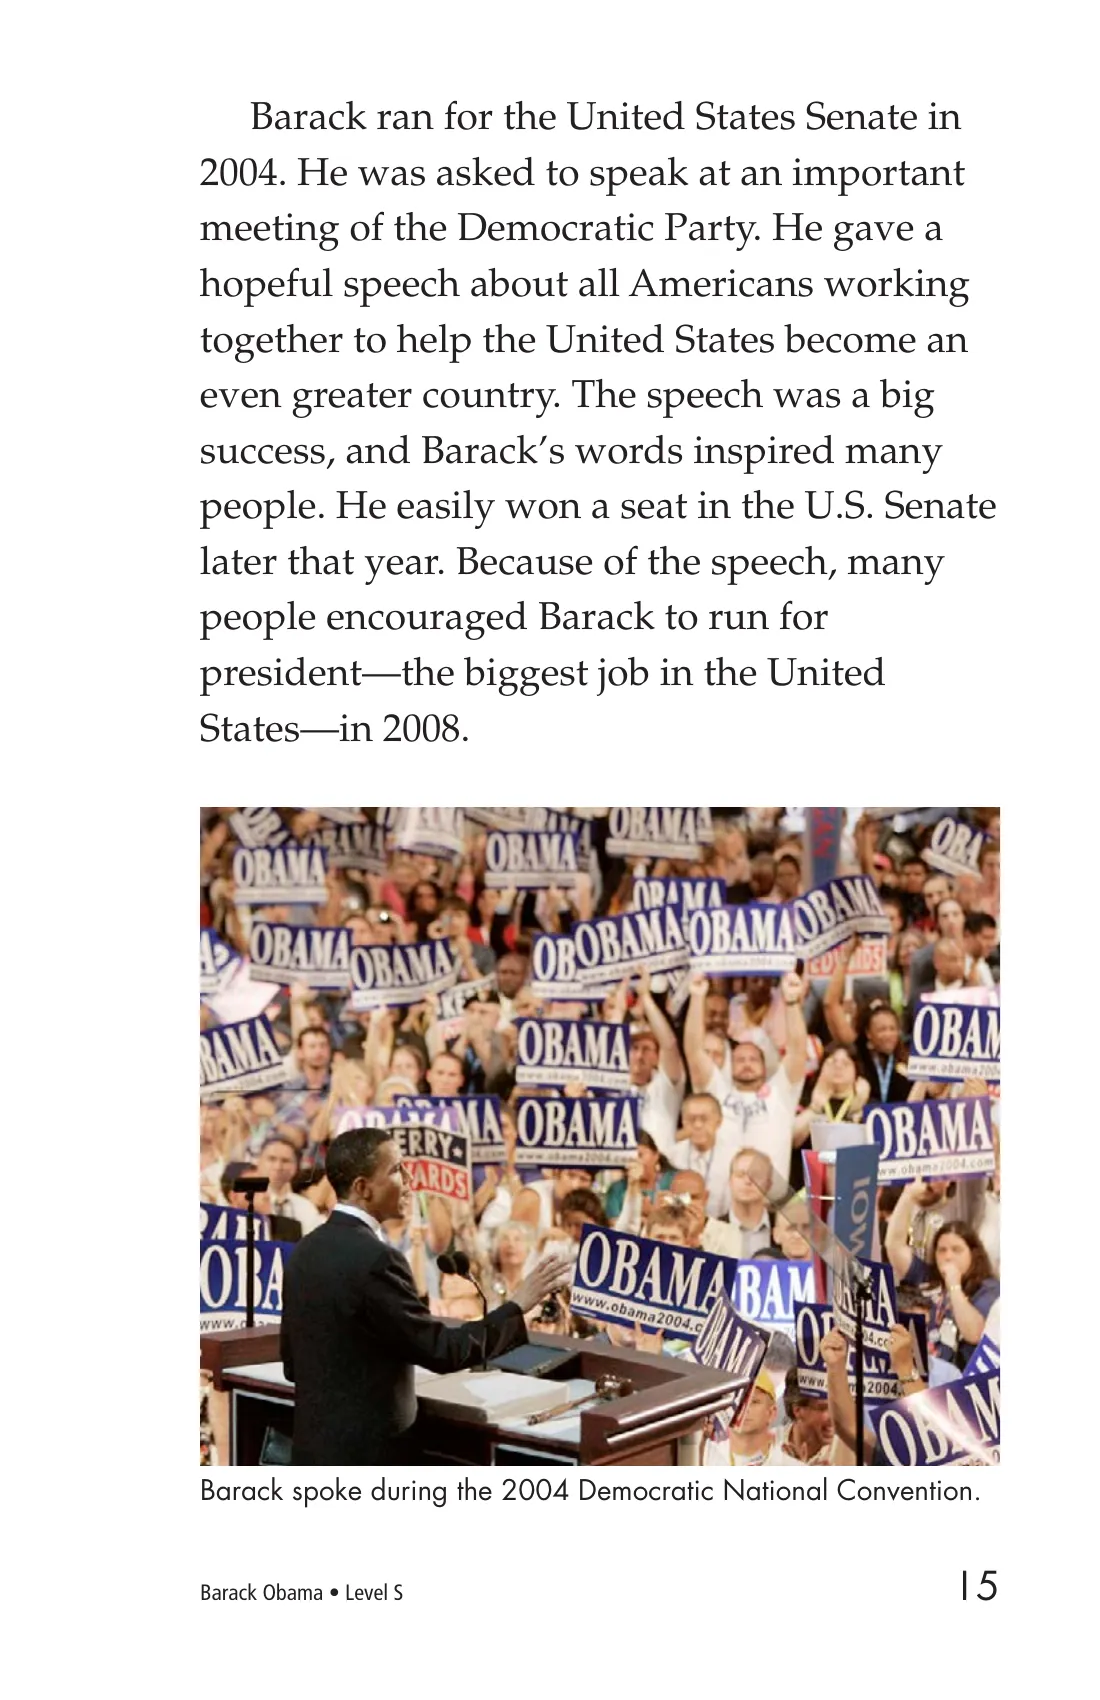 Barack ran for the United States Senate in
2004. He was asked to speak at an important
meeting of the Democratic Party. He gave a
hopeful speech about all Americans working
together to help the United States become an
even greater country. The speech was a big
success, and Barack’s words inspired many
people. He easily won a seat in the U.S. Senate
later that year. Because of the speech, many
people encouraged Barack to run for
president—the biggest job in the United
States—in 2008.
OBAMA
OBAMA
OBAMA
OBAMA
OBAMA
OBAMA
OBAMA
OBAMA
OBAMA
OBAMA
OBAMA
OBAMA
www.obama2004.c
OBAMA
Barack spoke during the 2004 Democratic National Convention.
Barack Obama • Level S
15